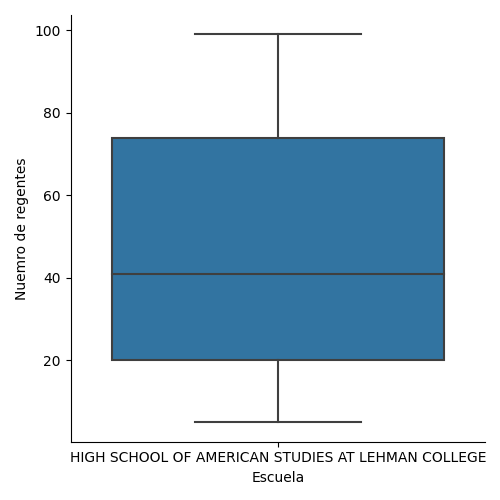 100
80
60
40
20
Nuemro de regentes
HIGH SCHOOL OF AMERICAN STUDIES AT LEHMAN COLLEGE
Escuela